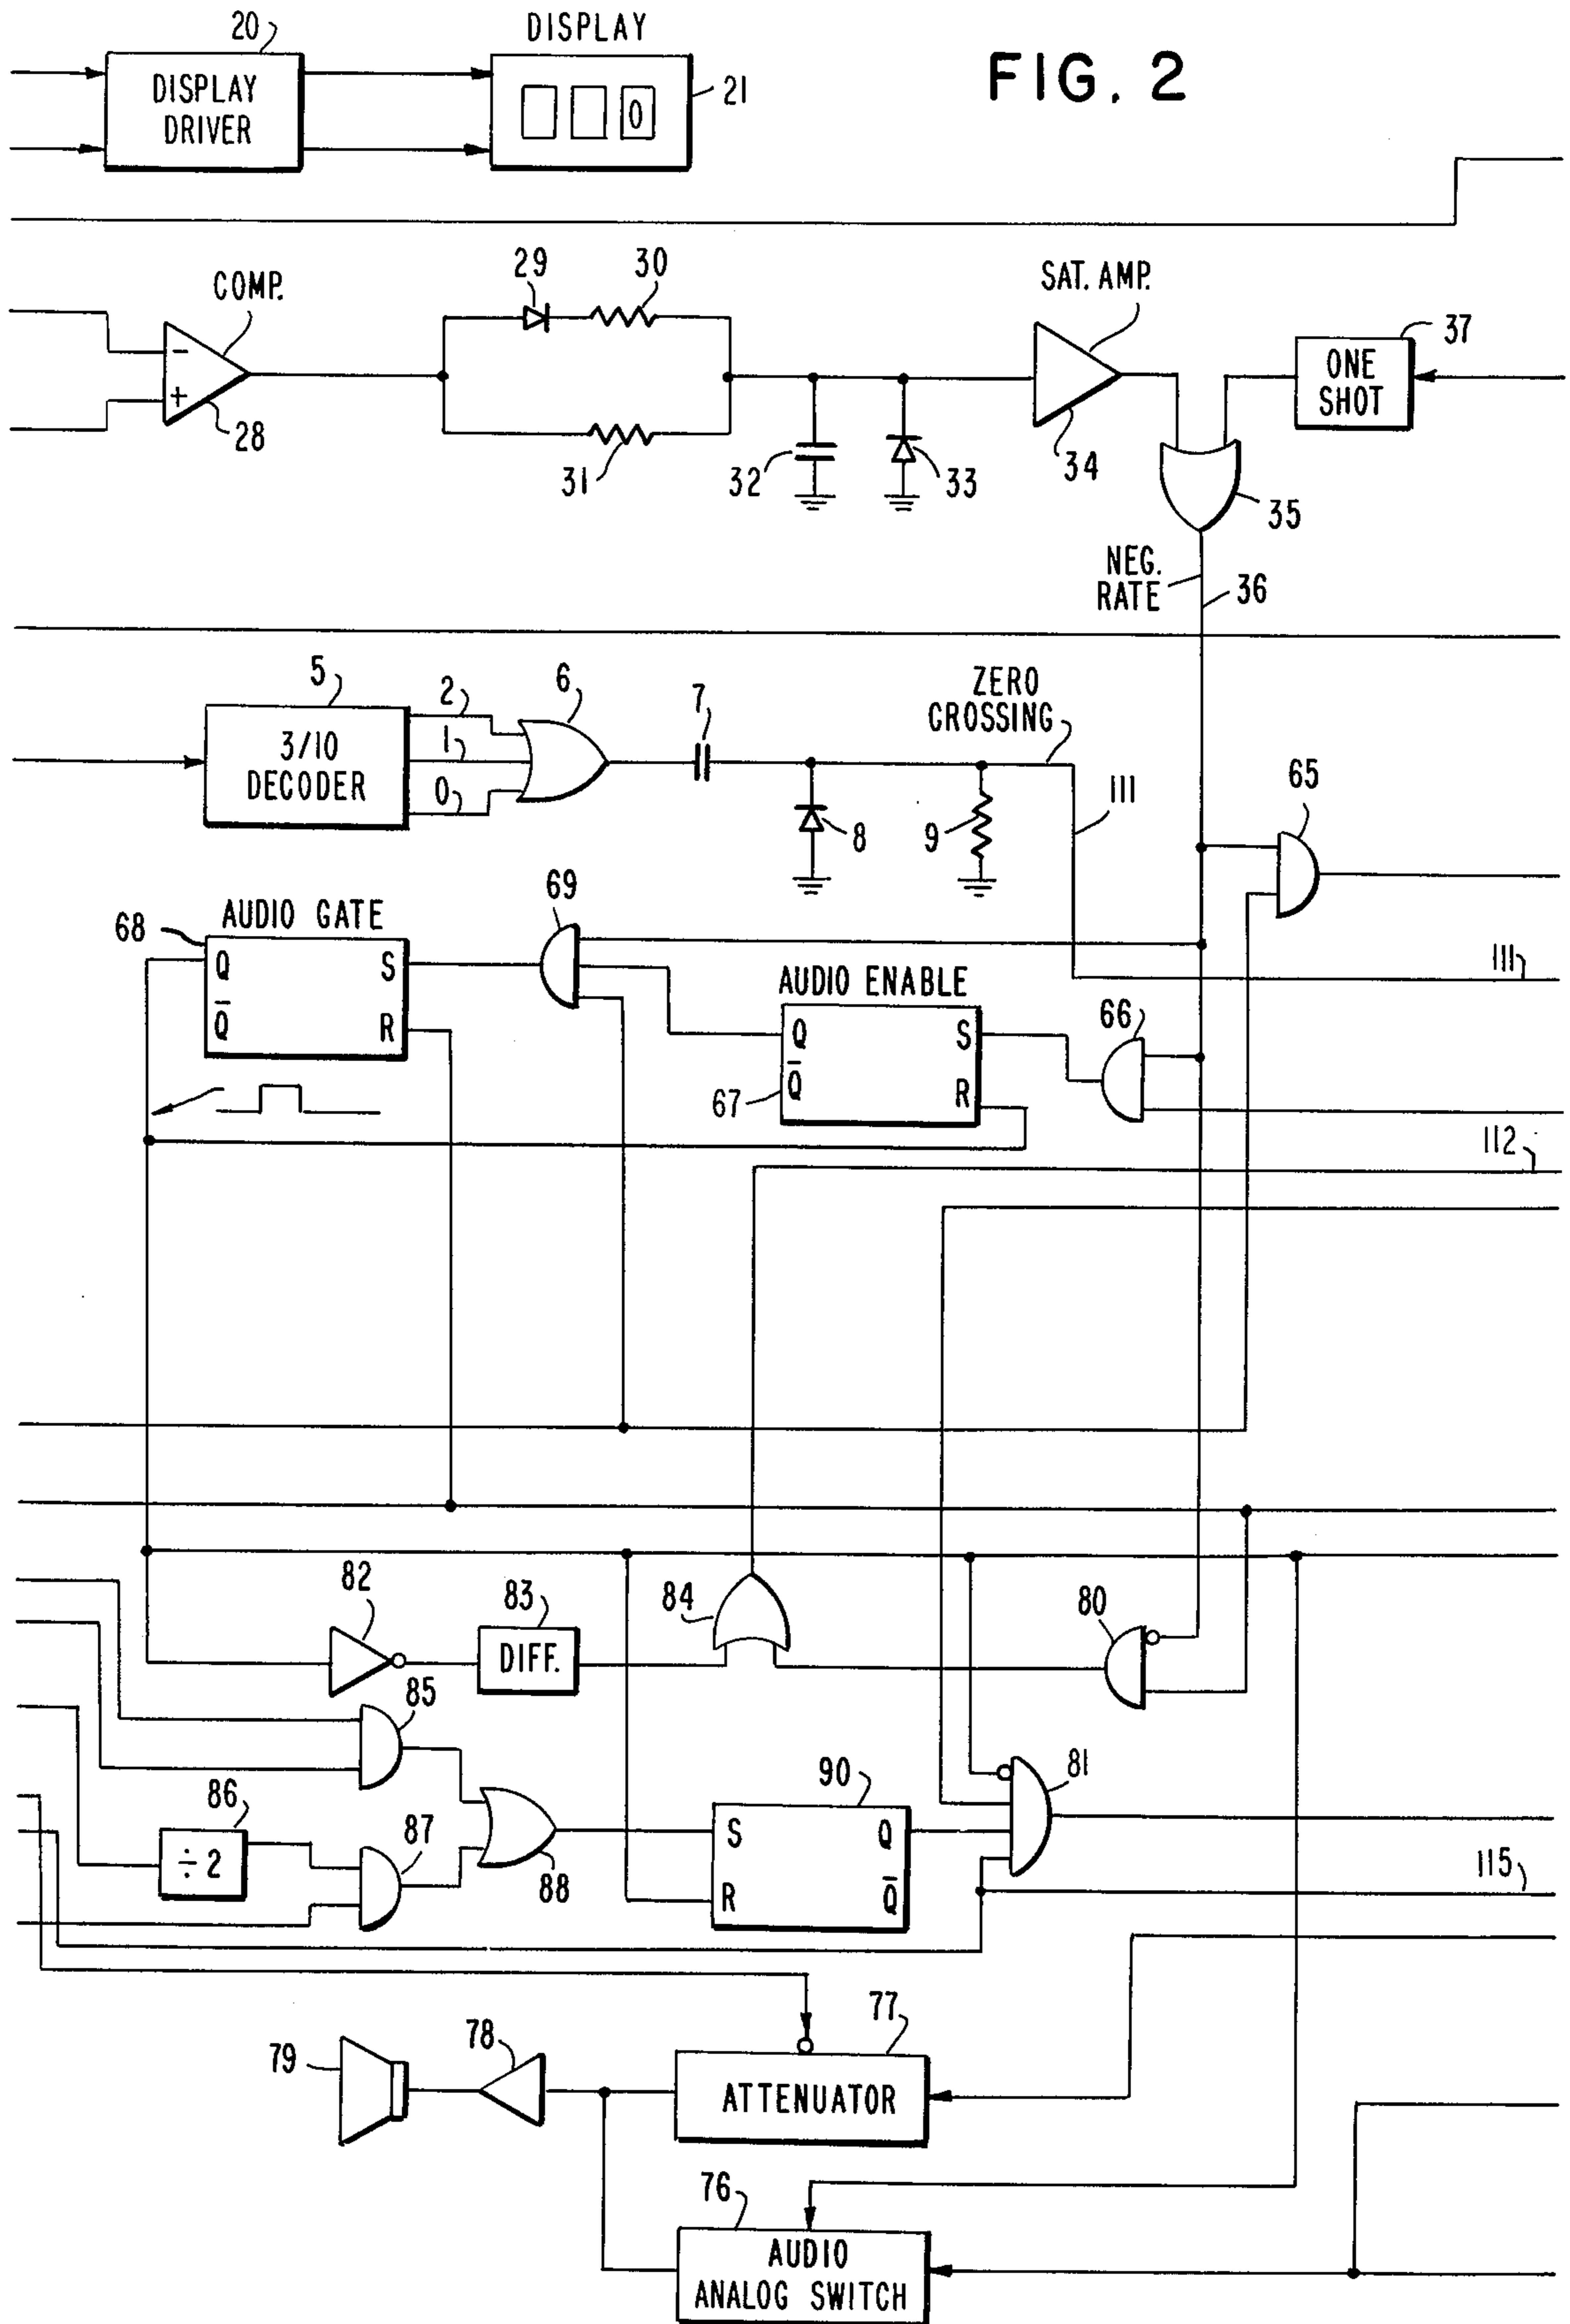 20
DISPLAY
FIG. 2
DISPLAY
DRIVER
0
21
COMP.
29
30
SAT. AMP.
37
ONE
SHOT
-
+
28
31
32
33
34
35
NEG.
RATE
36
5
2
6
7
ZERO
CROSSING
3/10
DECODER
1
0
8
9
111
65
68
AUDIO GATE
69
Q
S
Q̅
R
111
AUDIO ENABLE
66
Q
S
Q̅
R
67
112
82
83
84
80
DIFF.
85
86
87
88
90
81
÷2
S
Q
R
Q̅
115
77
79
78
ATTENUATOR
76
AUDIO
ANALOG SWITCH